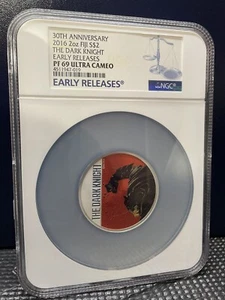 30TH ANNIVERSARY
2016 2oz FIJI S$2
THE DARK KNIGHT
EARLY RELEASES
PF 69 ULTRA CAMEO
NGC
EARLY RELEASES®
THE DARK KNIGHT